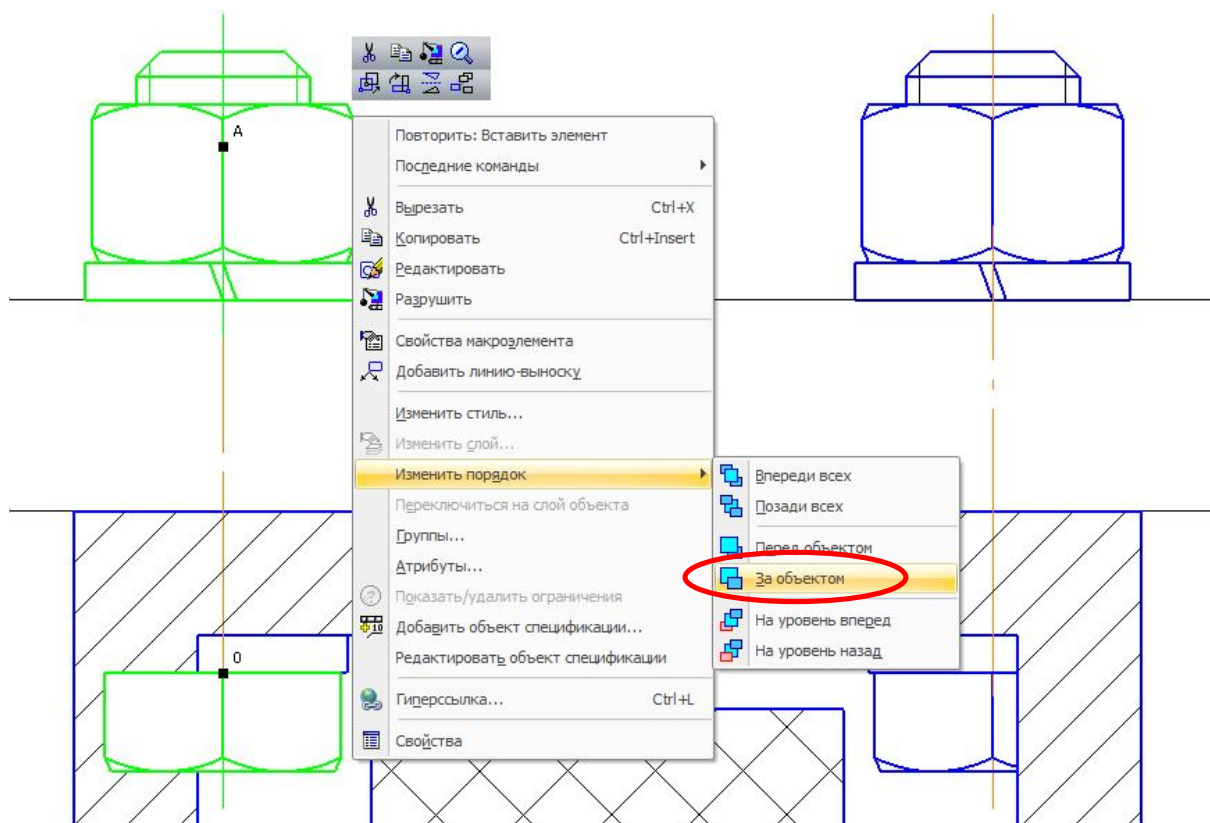 A
Повторить: Вставить элемент
Последние команды
Вырезать Ctrl+X
Копировать Ctrl+Insert
Редактировать
Разрушить
Свойства макроэлемента
Добавить линию-выноску
Изменить стиль...
Изменить слой...
Изменить порядок
Впереди всех
Переключиться на слой объекта
Позади всех
Группы...
Перед объектом
Атрибуты...
За объектом
Показать/удалить ограничения
Добавить объект спецификации...
На уровень вперед
Редактировать объект спецификации
На уровень назад
0
Гиперссылка... Ctrl+L
Свойства